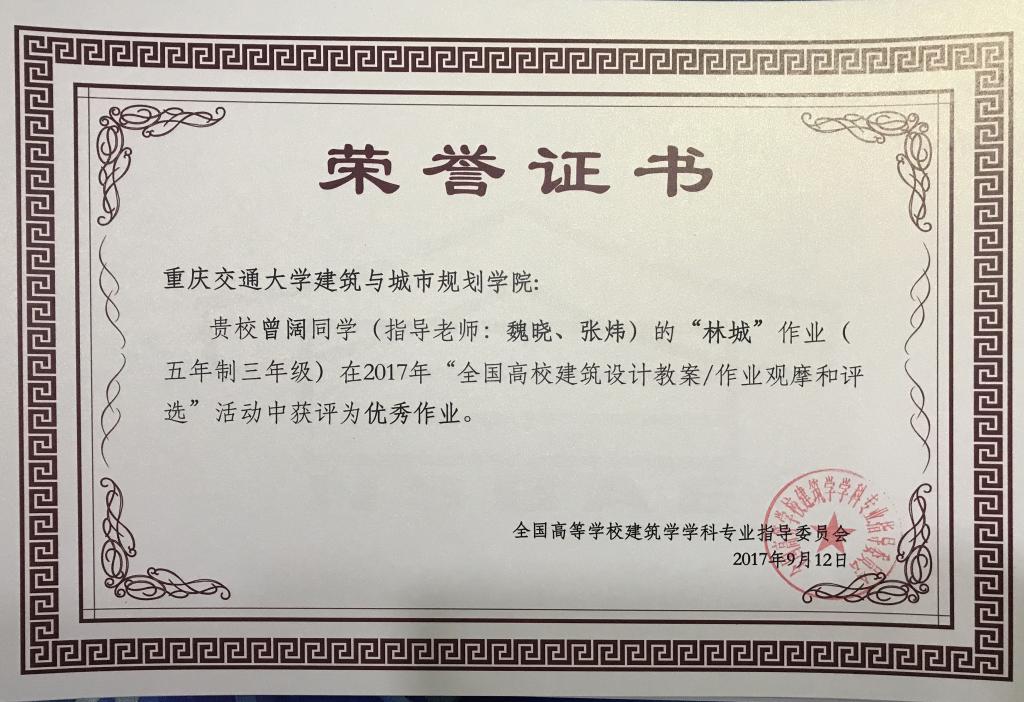 荣誉证书
重庆交通大学建筑与城市规划学院:
贵校曾阔同学（指导老师：魏晓、张炜）的“林城”作业（
五年制三年级）在2017年“全国高校建筑设计教案/作业观摩和评
选”活动中获评为优秀作业。
全国高等学校建筑学学科专业指导委员会
2017年9月12日